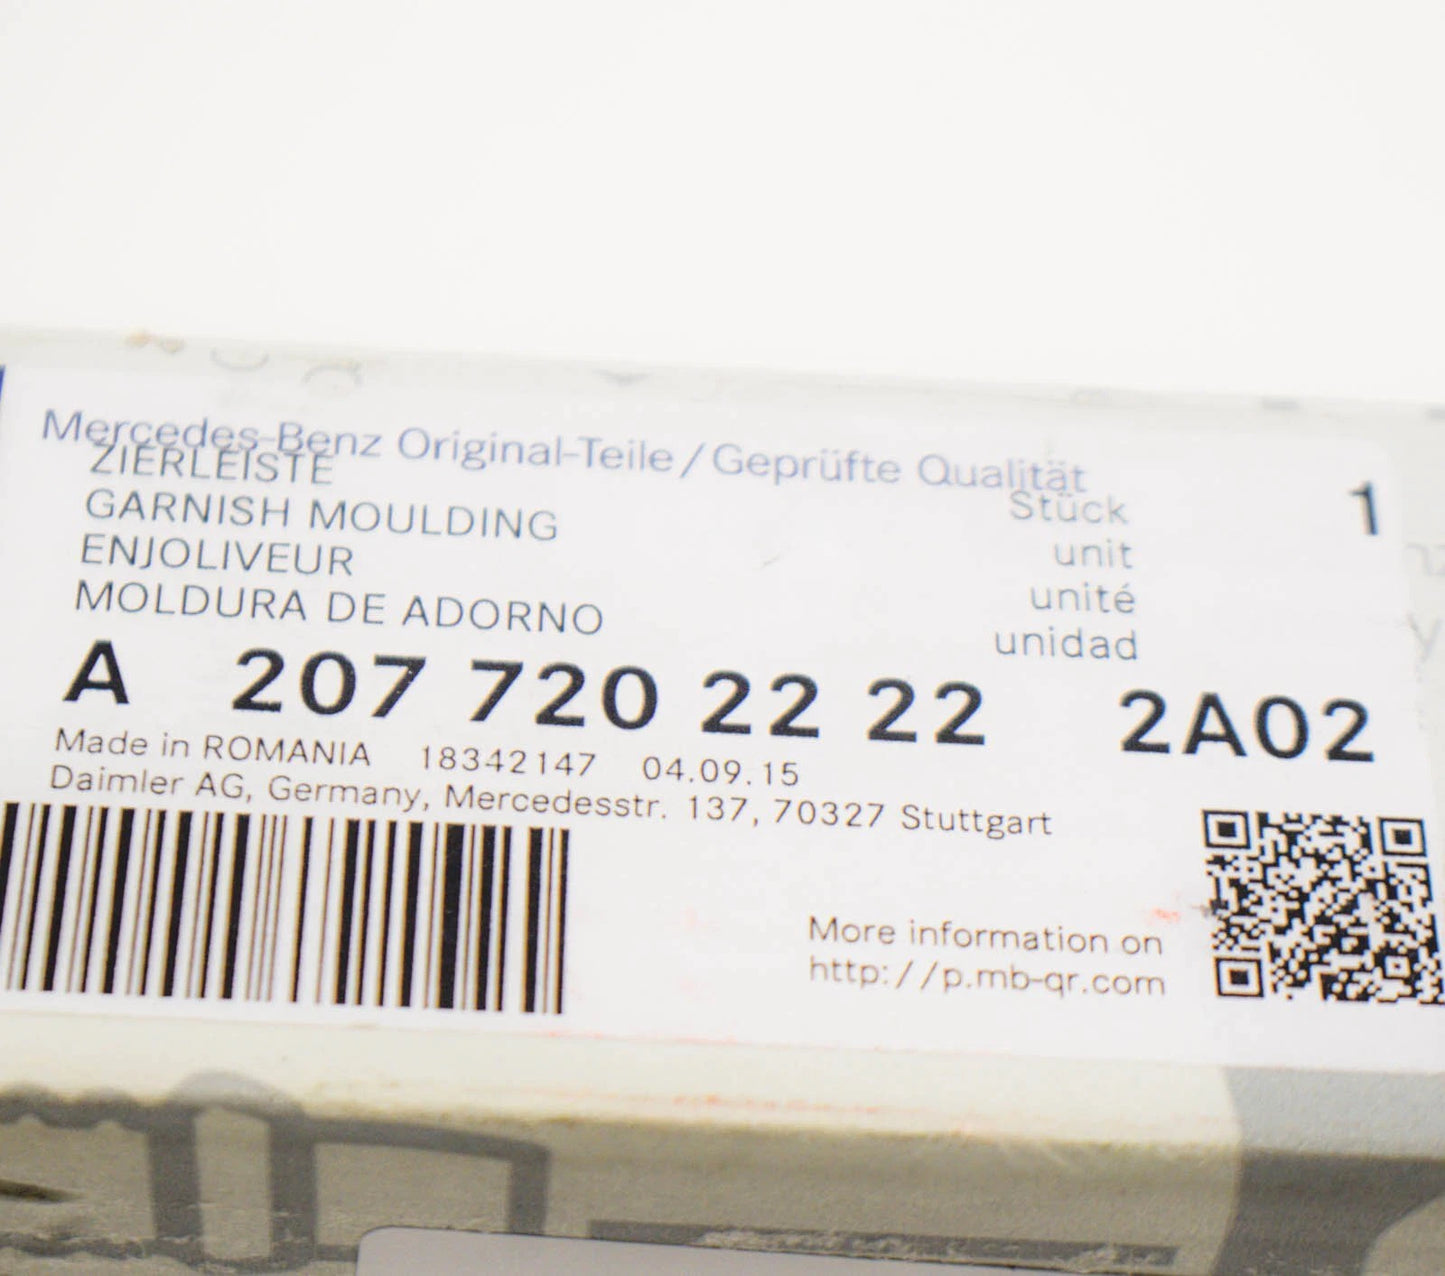 Mercedes-Benz Original-Teile / Geprüfte Qualität
ZIERLEISTE Stück 1
GARNISH MOULDING unit
ENJOLIVEUR unité
MOLDURA DE ADORNO unidad
A 207 720 22 22 2A02
Made in ROMANIA 18342147 04.09.15
Daimler AG, Germany, Mercedesstr. 137, 70327 Stuttgart
More information on
http://p.mb-qr.com